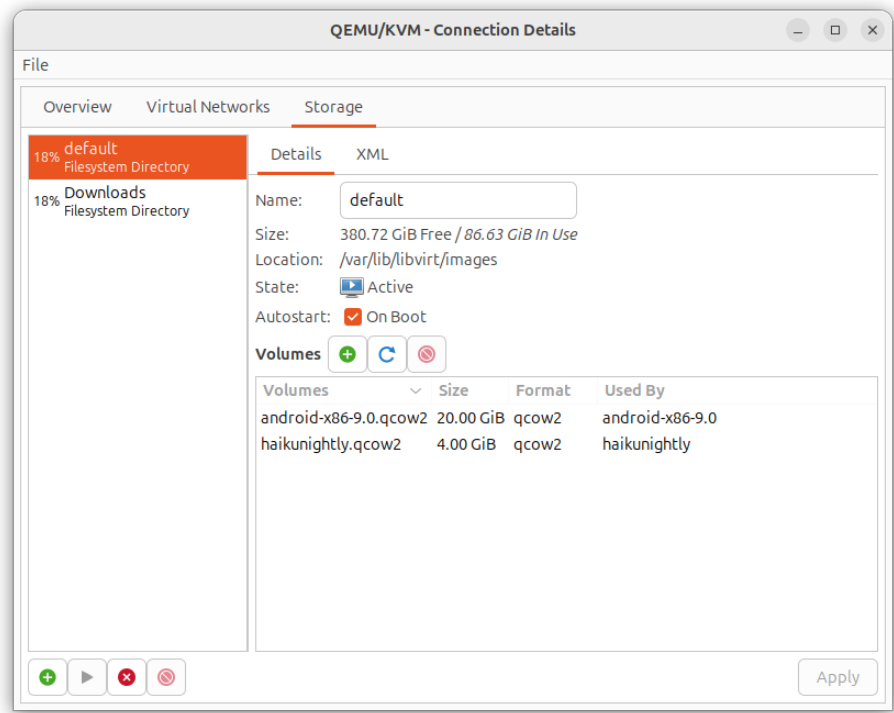 QEMU/KVM - Connection Details
File
Overview Virtual Networks Storage
18% default
Filesystem Directory
18% Downloads
Filesystem Directory
Details XML
Name: default
Size: 380.72 GiB Free / 86.63 GiB In Use
Location: /var/lib/libvirt/images
State: Active
Autostart: On Boot
Volumes
Volumes Size Format Used By
android-x86-9.0.qcow2 20.00 GiB qcow2 android-x86-9.0
haikunightly.qcow2 4.00 GiB qcow2 haikunightly
Apply